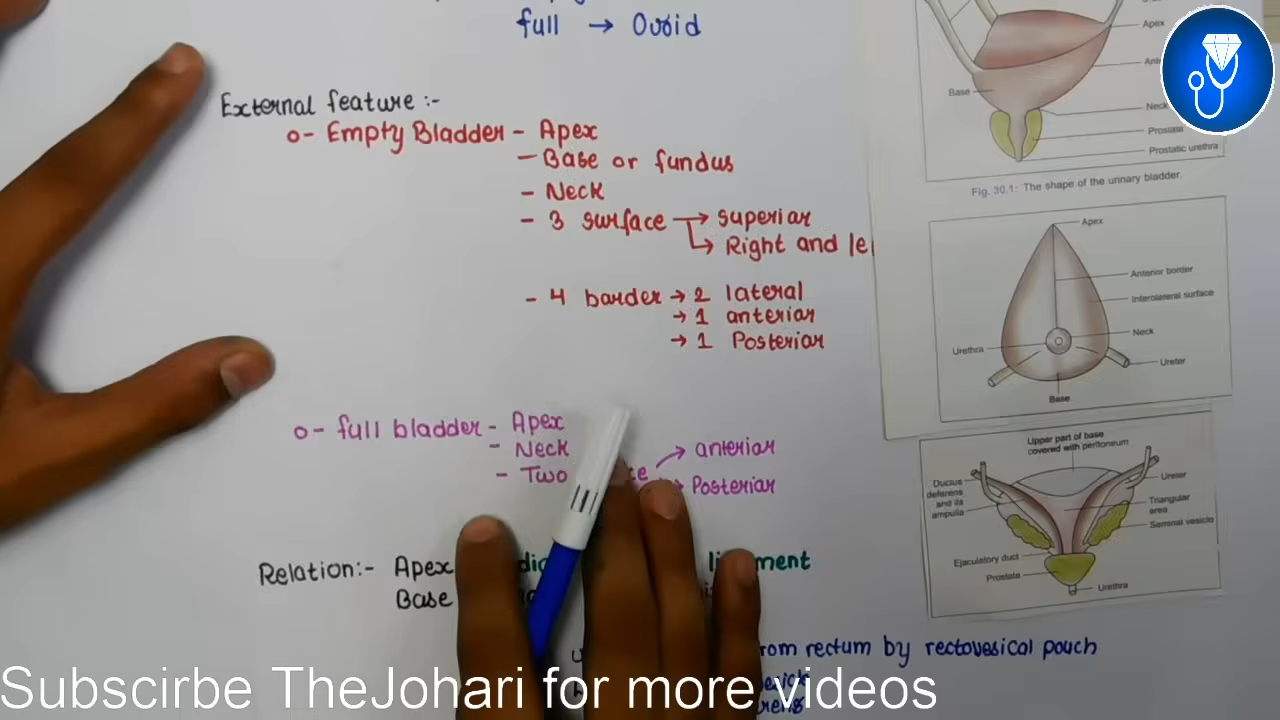 full → Ovoid
External feature :-
o- Empty Bladder - Apex
- Base or fundus
- Neck
- 3 surface → superiar
↳ Right and le
- 4 barder → 2 lateral
→ 1 anteriar
→ 1 Posteriar
o- full bladder - Apex
- Neck
- Two → anteriar
→ Posteriar
Relation:- Apex
Base
rom rectum by rectovesical pouch
Subscirbe TheJohari for more videos
Apex
Base
Neck
Prostate
Prostatic urethra
Fig. 30.1: The shape of the urinary bladder.
Apex
Anterior border
Inferolateral surface
Neck
Urethra
Ureter
Base
Upper part of base
covered with peritoneum
Ductus
deferens
and its
ampulla
Ureter
Triangular
area
Seminal vesicle
Ejaculatory duct
Prostate
Urethra